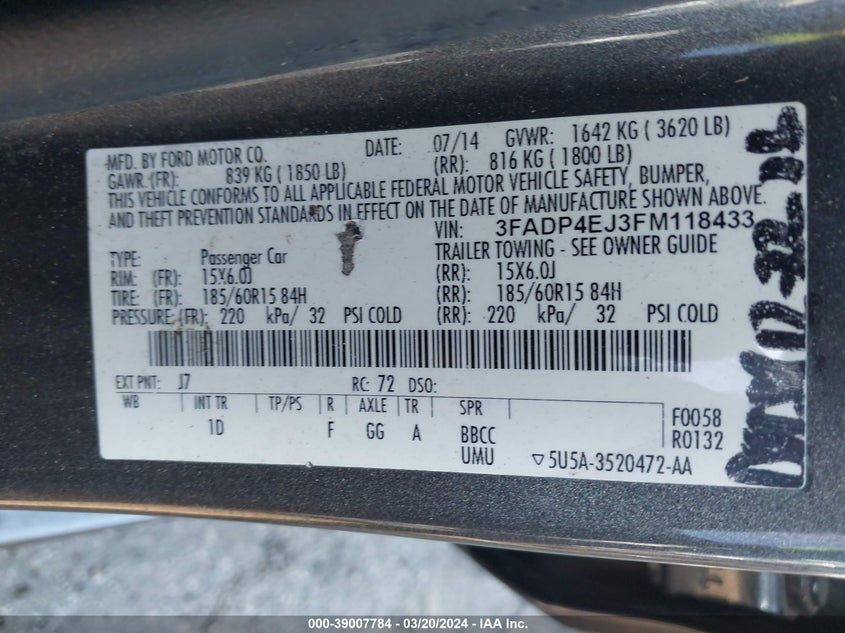 MFD. BY FORD MOTOR CO. DATE: 07/14 GVWR: 1642 KG ( 3620 LB)
GAWR: (FR): 839 KG ( 1850 LB) (RR): 816 KG ( 1800 LB)
THIS VEHICLE CONFORMS TO ALL APPLICABLE FEDERAL MOTOR VEHICLE SAFETY, BUMPER,
AND THEFT PREVENTION STANDARDS IN EFFECT ON THE DATE OF MANUFACTURE SHOWN ABOVE.
VIN: 3FADP4EJ3FM118433
TYPE: Passenger Car TRAILER TOWING - SEE OWNER GUIDE
RIM: (FR): 15X6.0J (RR): 15X6.0J
TIRE: (FR): 185/60R15 84H (RR): 185/60R15 84H
PRESSURE: (FR): 220 kPa/ 32 PSI COLD (RR): 220 kPa/ 32 PSI COLD
EXT PNT: J7 RC: 72 DSO:
WB INT TR TP/PS R AXLE TR SPR F0058
1D F GG A BBCC R0132
UMU ▽5U5A-3520472-AA
000-39007784 - 03/20/2024 - IAA Inc.